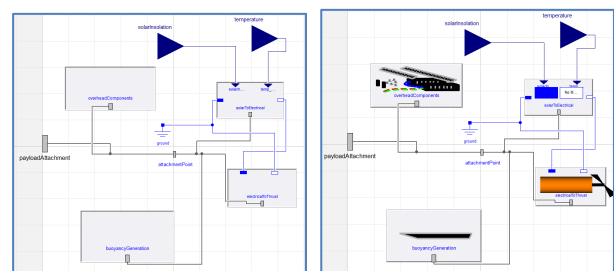 solarInsolation
temperature
overheadComponents
solarToElectrical
ground
payloadAttachment
attachmentPoint
electricalToThrust
buoyancyGeneration
solarInsolation
temperature
overheadComponents
solarToElectrical
ground
payloadAttachment
attachmentPoint
electricalToThrust
buoyancyGeneration